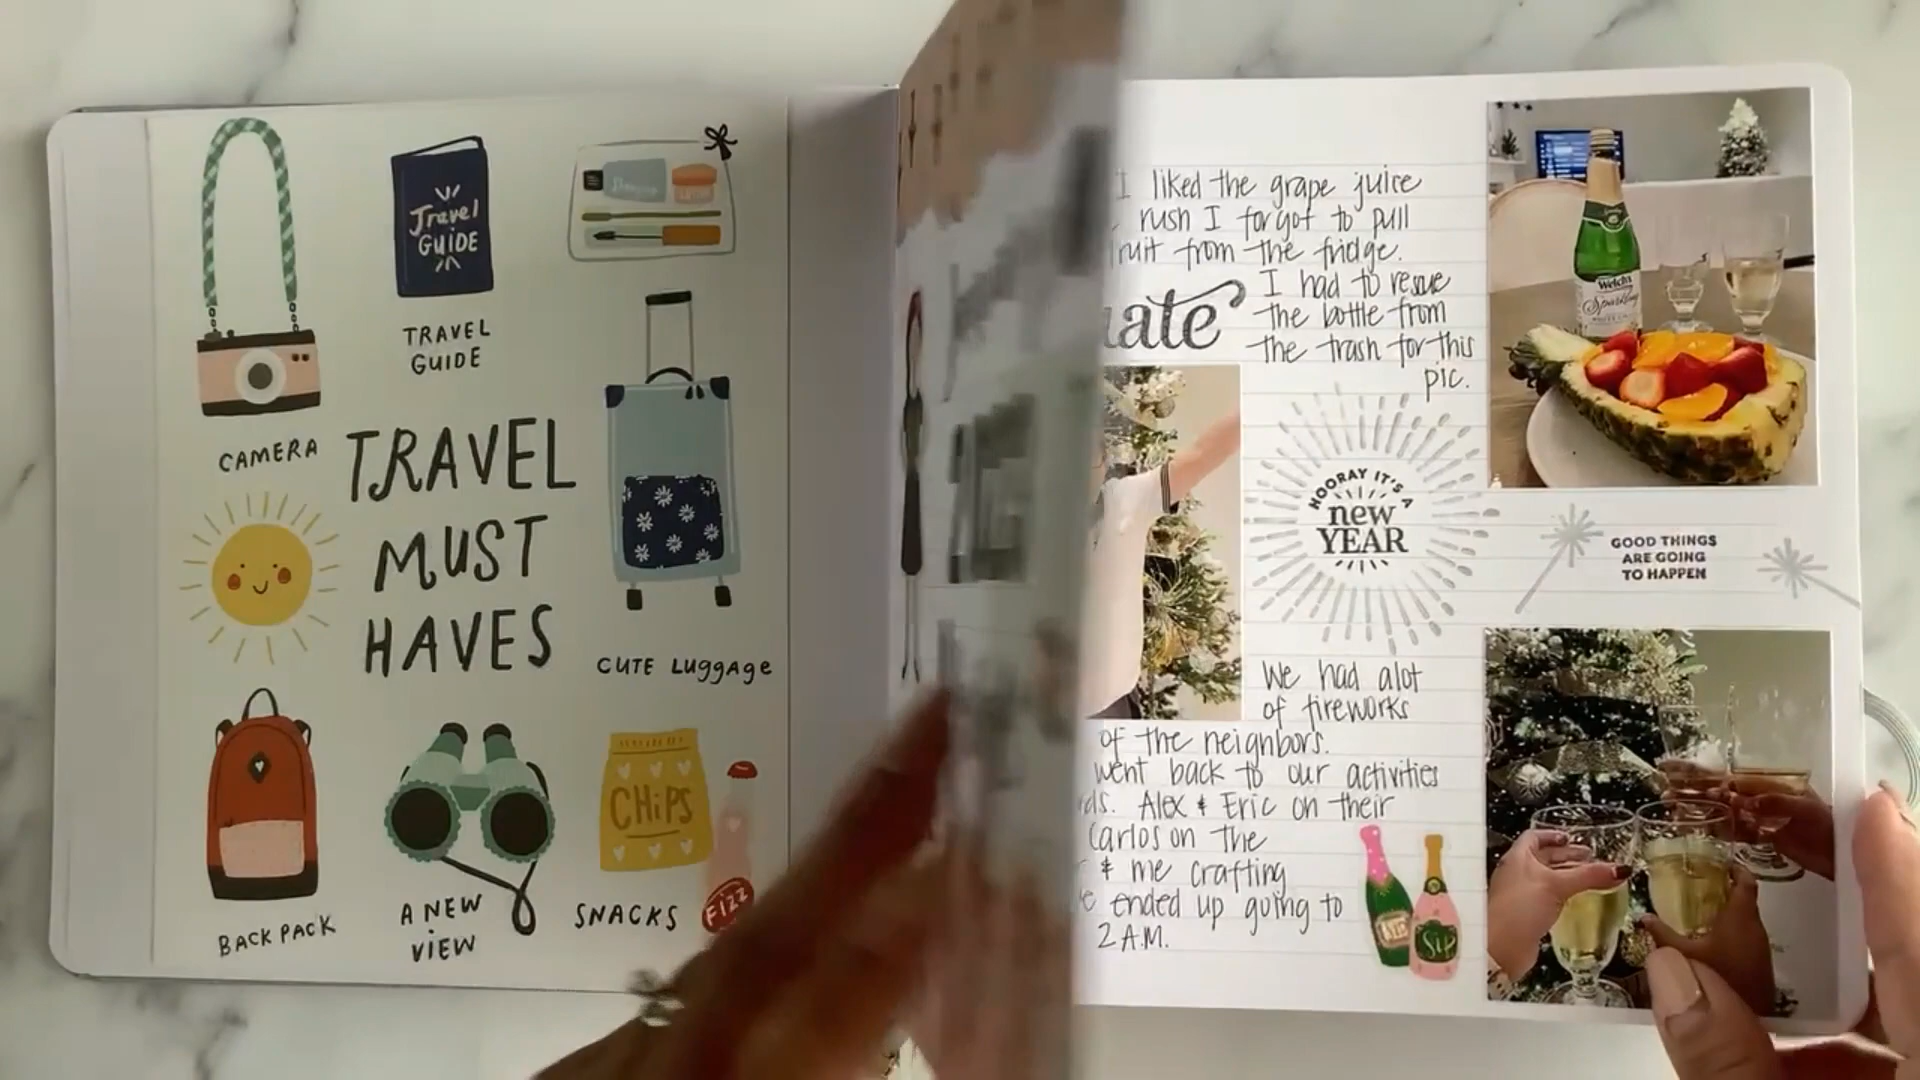 Travel
GUIDE
TRAVEL
GUIDE
CAMERA
TRAVEL
MUST
HAVES
CUTE LUGGAGE
CHIPS
FIZZ
BACK PACK
A NEW
VIEW
SNACKS
I liked the grape juice
rush I forgot to pull
from the fridge.
I had to rescue
the bottle from
the trash for this
pic.
Welch's
Sparkling
HOORAY IT'S A
new
YEAR
GOOD THINGS
ARE GOING
TO HAPPEN
We had alot
of fireworks
of the neighbors.
went back to our activities
Alex & Eric on their
Carlos on the
& me crafting
ended up going to
2 A.M.
Sip